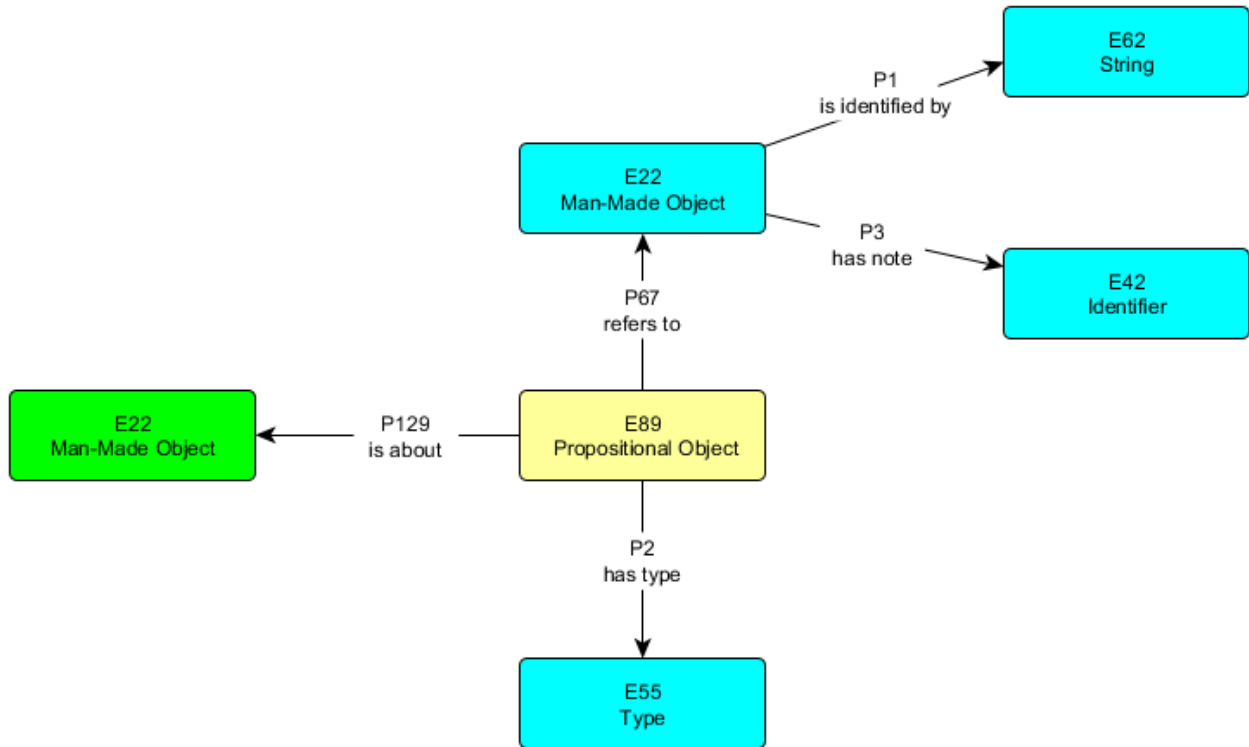 E62
String
P1
is identified by
E22
Man-Made Object
P3
has note
E42
Identifier
P67
refers to
E22
Man-Made Object
P129
is about
E89
Propositional Object
P2
has type
E55
Type